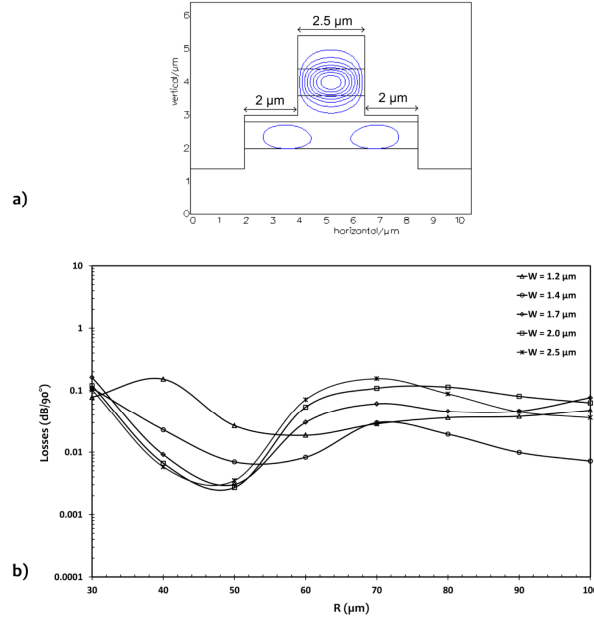 a)
2.5 µm
2 µm
2 µm
6
5
4
3
2
1
0
vertical/µm
0 1 2 3 4 5 6 7 8 9 10
horizontal/µm
b)
10
1
0.1
0.01
0.001
0.0001
Losses (dB/90°)
W = 1.2 µm
W = 1.4 µm
W = 1.7 µm
W = 2.0 µm
W = 2.5 µm
30 40 50 60 70 80 90 100
R (µm)